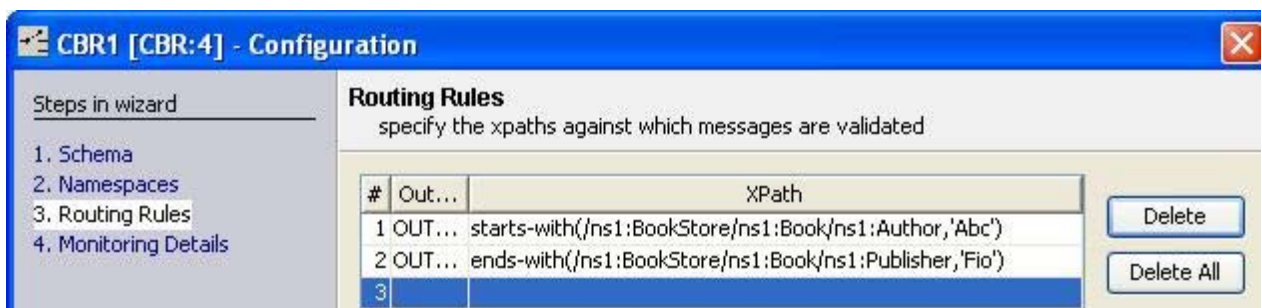 CBR1 [CBR:4] - Configuration
Steps in wizard
1. Schema
2. Namespaces
3. Routing Rules
4. Monitoring Details
Routing Rules
specify the xpaths against which messages are validated
# Out... XPath
1 OUT... starts-with(/ns1:BookStore/ns1:Book/ns1:Author,'Abc')
2 OUT... ends-with(/ns1:BookStore/ns1:Book/ns1:Publisher,'Fio')
3
Delete
Delete All